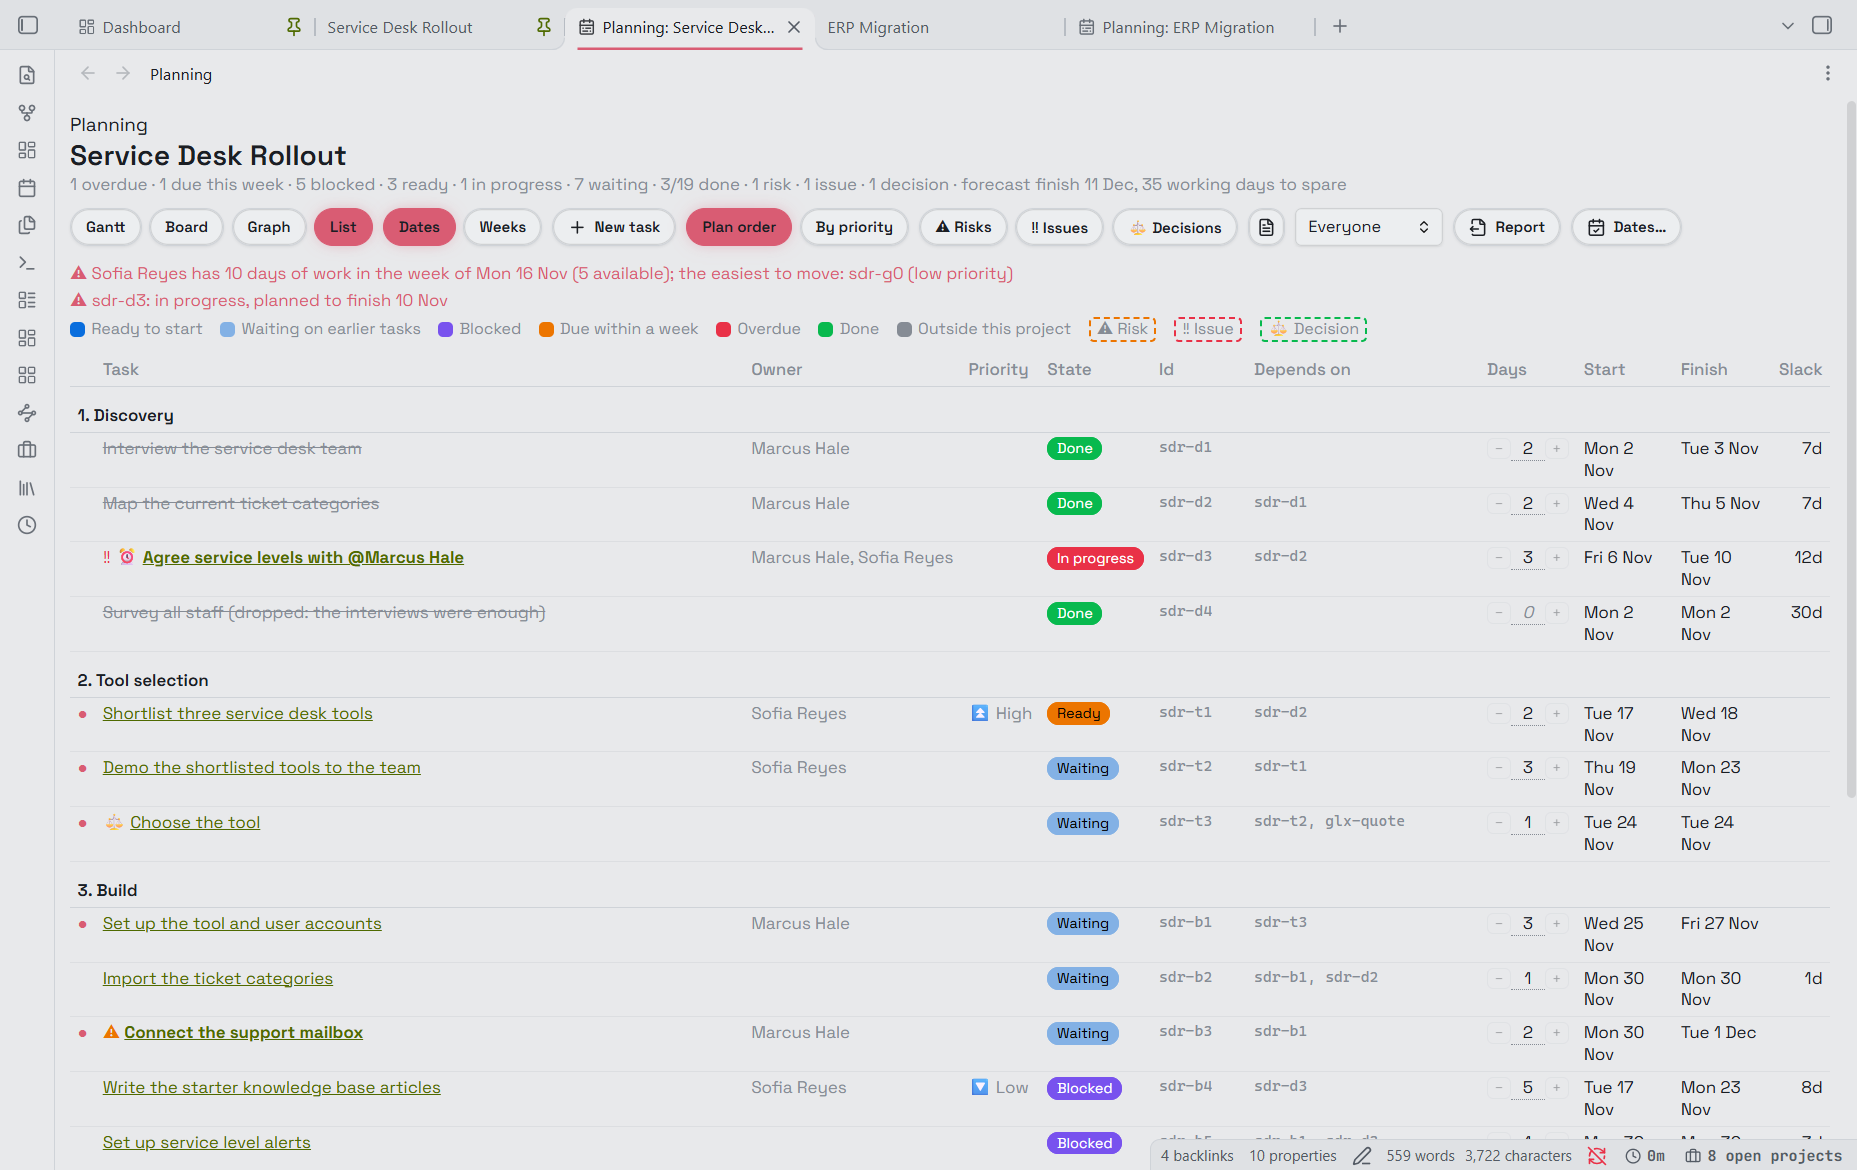 Dashboard
Service Desk Rollout
Planning: Service Desk...
ERP Migration
Planning: ERP Migration
Planning
Planning
Service Desk Rollout
1 overdue · 1 due this week · 5 blocked · 3 ready · 1 in progress · 7 waiting · 3/19 done · 1 risk · 1 issue · 1 decision · forecast finish 11 Dec, 35 working days to spare
Gantt Board Graph List Dates Weeks + New task Plan order By priority Risks !! Issues Decisions Everyone Report Dates...
Sofia Reyes has 10 days of work in the week of Mon 16 Nov (5 available); the easiest to move: sdr-g0 (low priority)
sdr-d3: in progress, planned to finish 10 Nov
Ready to start Waiting on earlier tasks Blocked Due within a week Overdue Done Outside this project Risk !! Issue Decision
Task Owner Priority State Id Depends on Days Start Finish Slack
1. Discovery
Interview the service desk team Marcus Hale Done sdr-d1 - 2 + Mon 2 Nov Tue 3 Nov 7d
Map the current ticket categories Marcus Hale Done sdr-d2 sdr-d1 - 2 + Wed 4 Nov Thu 5 Nov 7d
!! Agree service levels with @Marcus Hale Marcus Hale, Sofia Reyes In progress sdr-d3 sdr-d2 - 3 + Fri 6 Nov Tue 10 Nov 12d
Survey all staff (dropped: the interviews were enough) Done sdr-d4 - 0 + Mon 2 Nov Mon 2 Nov 30d
2. Tool selection
Shortlist three service desk tools Sofia Reyes High Ready sdr-t1 sdr-d2 - 2 + Tue 17 Nov Wed 18 Nov
Demo the shortlisted tools to the team Sofia Reyes Waiting sdr-t2 sdr-t1 - 3 + Thu 19 Nov Mon 23 Nov
Choose the tool Waiting sdr-t3 sdr-t2, glx-quote - 1 + Tue 24 Nov Tue 24 Nov
3. Build
Set up the tool and user accounts Marcus Hale Waiting sdr-b1 sdr-t3 - 3 + Wed 25 Nov Fri 27 Nov
Import the ticket categories Waiting sdr-b2 sdr-b1, sdr-d2 - 1 + Mon 30 Nov Mon 30 Nov 1d
Connect the support mailbox Marcus Hale Waiting sdr-b3 sdr-b1 - 2 + Mon 30 Nov Tue 1 Dec
Write the starter knowledge base articles Sofia Reyes Low Blocked sdr-b4 sdr-d3 - 5 + Tue 17 Nov Mon 23 Nov 8d
Set up service level alerts Blocked
4 backlinks 10 properties 559 words 3,722 characters 0m 8 open projects